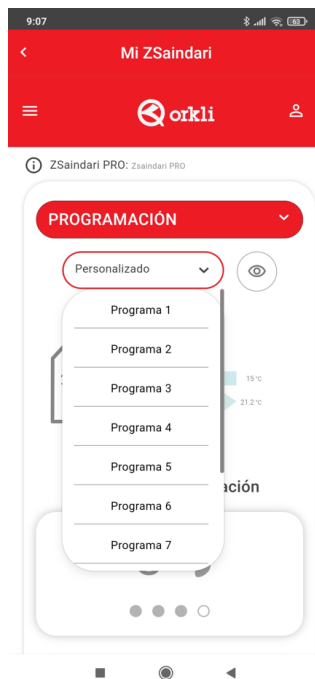 9:07
63
Mi ZSaindari
orkli
ZSaindari PRO: Zsaindari PRO
PROGRAMACIÓN
Personalizado
Programa 1
Programa 2
Programa 3
15 °C
21.2 °C
Programa 4
Programa 5
ación
Programa 6
Programa 7